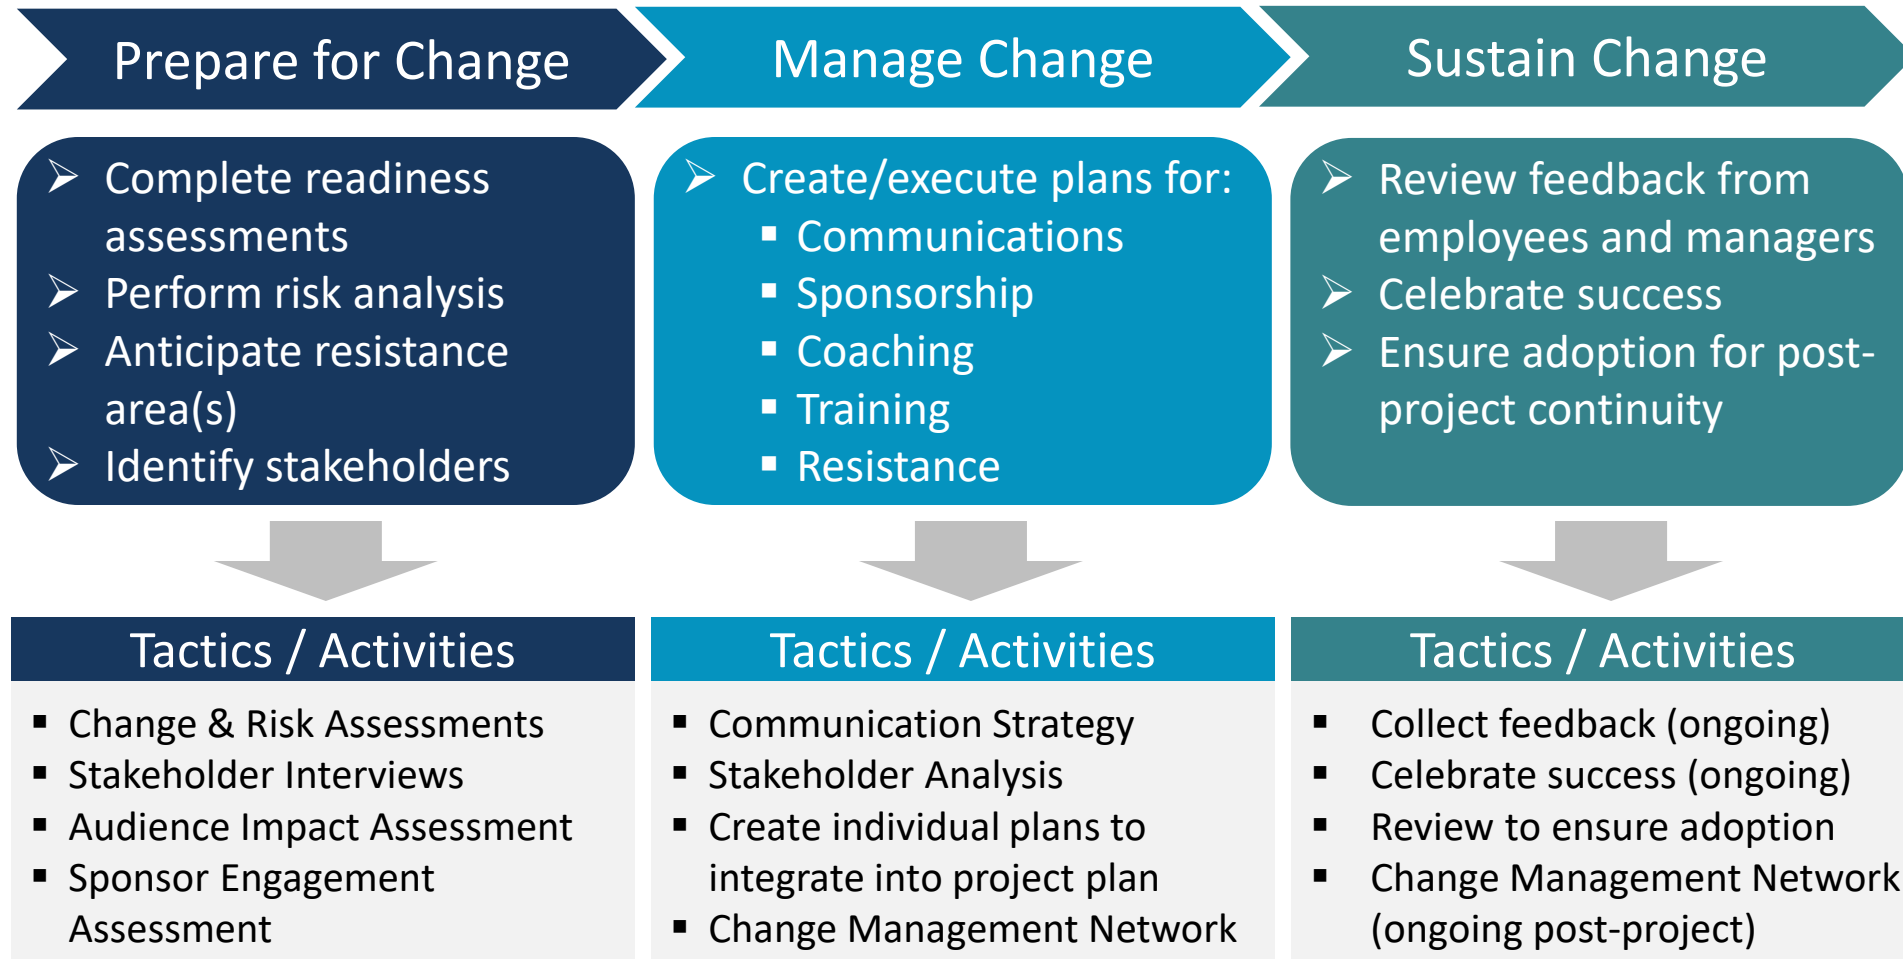 Prepare for Change
Manage Change
Sustain Change
Complete readiness
assessments
Perform risk analysis
Anticipate resistance
area(s)
Identify stakeholders
Create/execute plans for:
Communications
Sponsorship
Coaching
Training
Resistance
Review feedback from
employees and managers
Celebrate success
Ensure adoption for post-
project continuity
Tactics / Activities
Change & Risk Assessments
Stakeholder Interviews
Audience Impact Assessment
Sponsor Engagement
Assessment
Tactics / Activities
Communication Strategy
Stakeholder Analysis
Create individual plans to
integrate into project plan
Change Management Network
Tactics / Activities
Collect feedback (ongoing)
Celebrate success (ongoing)
Review to ensure adoption
Change Management Network
(ongoing post-project)